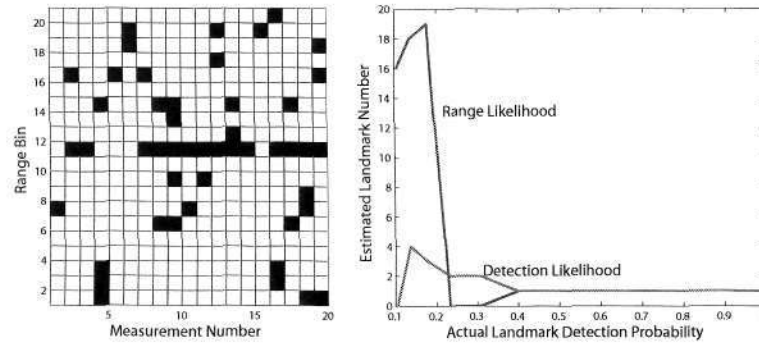 20
18
16
14
12
10
8
6
4
2
Range Bin
5 10 15 20
Measurement Number
20
18
16
14
12
10
8
6
4
2
0
Estimated Landmark Number
Range Likelihood
Detection Likelihood
0.1 0.2 0.3 0.4 0.5 0.6 0.7 0.8 0.9
Actual Landmark Detection Probability